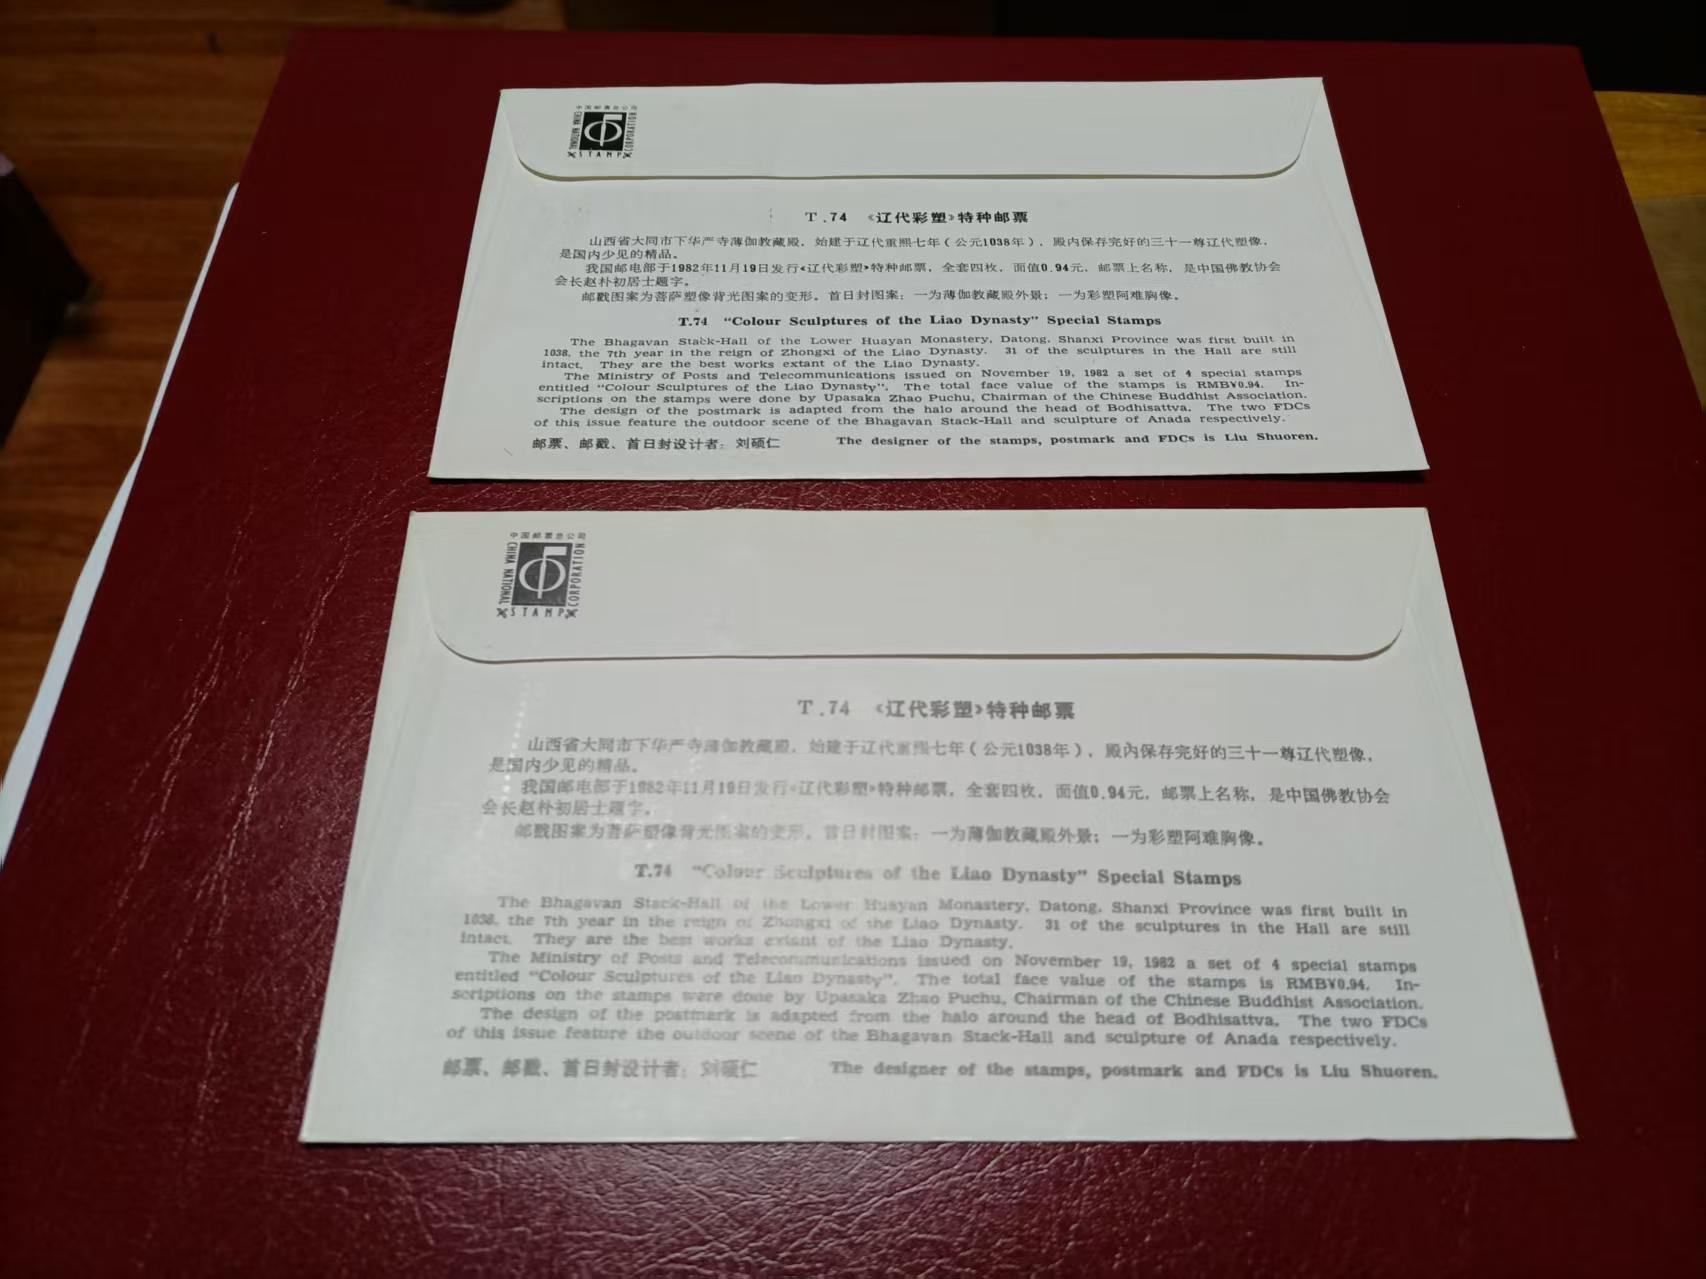 中国邮票总公司
CHINA NATIONAL
STAMP
CORPORATION
T.74 《辽代彩塑》特种邮票
山西省大同市下华严寺薄伽教藏殿，始建于辽代重熙七年（公元1038年），殿内保存完好的三十一尊辽代塑像，
是国内少见的精品。
我国邮电部于1982年11月19日发行《辽代彩塑》特种邮票，全套四枚，面值0.94元，邮票上名称，是中国佛教协会
会长赵朴初居士题字。
邮戳图案为菩萨塑像背光图案的变形。首日封图案：一为薄伽教藏殿外景；一为彩塑阿难胸像。
T.74 "Colour Sculptures of the Liao Dynasty" Special Stamps
The Bhagavan Stack-Hall of the Lower Huayan Monastery, Datong, Shanxi Province was first built in
1038, the 7th year in the reign of Zhongxi of the Liao Dynasty. 31 of the sculptures in the Hall are still
intact. They are the best works extant of the Liao Dynasty.
The Ministry of Posts and Telecommunications issued on November 19, 1982 a set of 4 special stamps
entitled "Colour Sculptures of the Liao Dynasty". The total face value of the stamps is RMB¥0.94. In-
scriptions on the stamps were done by Upasaka Zhao Puchu, Chairman of the Chinese Buddhist Association.
The design of the postmark is adapted from the halo around the head of Bodhisattva. The two FDCs
of this issue feature the outdoor scene of the Bhagavan Stack-Hall and sculpture of Anada respectively.
邮票、邮戳、首日封设计者：刘硕仁 The designer of the stamps, postmark and FDCs is Liu Shuoren.
中国邮票总公司
CHINA NATIONAL
STAMP
CORPORATION
T.74 《辽代彩塑》特种邮票
山西省大同市下华严寺薄伽教藏殿，始建于辽代重熙七年（公元1038年），殿内保存完好的三十一尊辽代塑像，
是国内少见的精品。
我国邮电部于1982年11月19日发行《辽代彩塑》特种邮票，全套四枚，面值0.94元，邮票上名称，是中国佛教协会
会长赵朴初居士题字。
邮戳图案为菩萨塑像背光图案的变形。首日封图案：一为薄伽教藏殿外景；一为彩塑阿难胸像。
T.74 "Colour Sculptures of the Liao Dynasty" Special Stamps
The Bhagavan Stack-Hall of the Lower Huayan Monastery, Datong, Shanxi Province was first built in
1038, the 7th year in the reign of Zhongxi of the Liao Dynasty. 31 of the sculptures in the Hall are still
intact. They are the best works extant of the Liao Dynasty.
The Ministry of Posts and Telecommunications issued on November 19, 1982 a set of 4 special stamps
entitled "Colour Sculptures of the Liao Dynasty". The total face value of the stamps is RMB¥0.94. In-
scriptions on the stamps were done by Upasaka Zhao Puchu, Chairman of the Chinese Buddhist Association.
The design of the postmark is adapted from the halo around the head of Bodhisattva. The two FDCs
of this issue feature the outdoor scene of the Bhagavan Stack-Hall and sculpture of Anada respectively.
邮票、邮戳、首日封设计者：刘硕仁 The designer of the stamps, postmark and FDCs is Liu Shuoren.